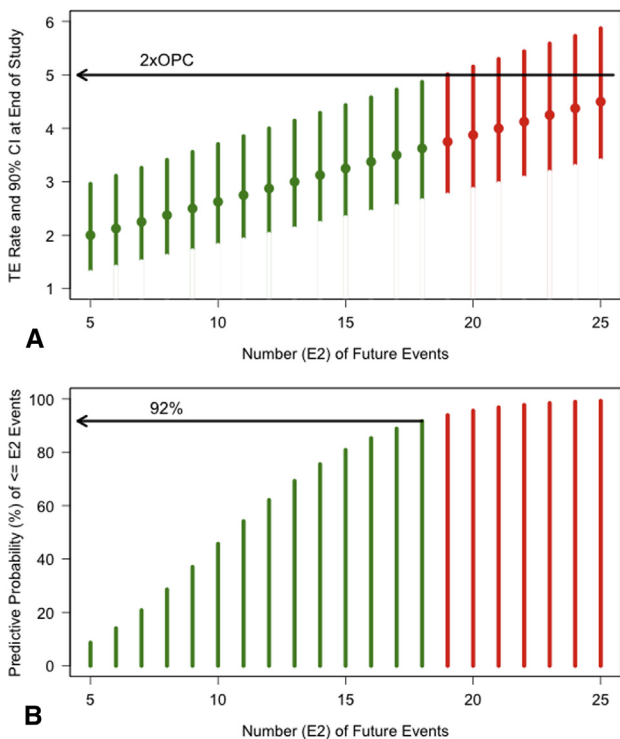 6
2xOPC
5
4
3
2
1
TE Rate and 90% CI at End of Study
5 10 15 20 25
A
Number (E2) of Future Events
100
92%
80
60
40
20
0
Predictive Probability (%) of <= E2 Events
5 10 15 20 25
B
Number (E2) of Future Events